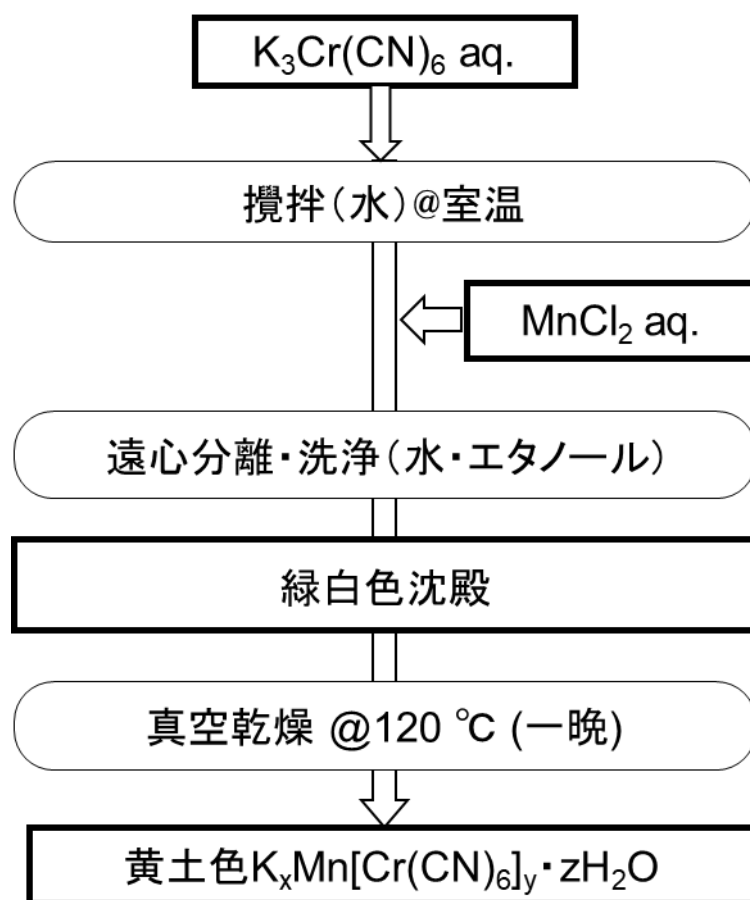 K₃Cr(CN)₆ aq.
攪拌（水）@室温
MnCl₂ aq.
遠心分離・洗浄（水・エタノール）
緑白色沈殿
真空乾燥 @120 ℃ (一晩)
黄土色KₓMn[Cr(CN)₆]y・zH₂O